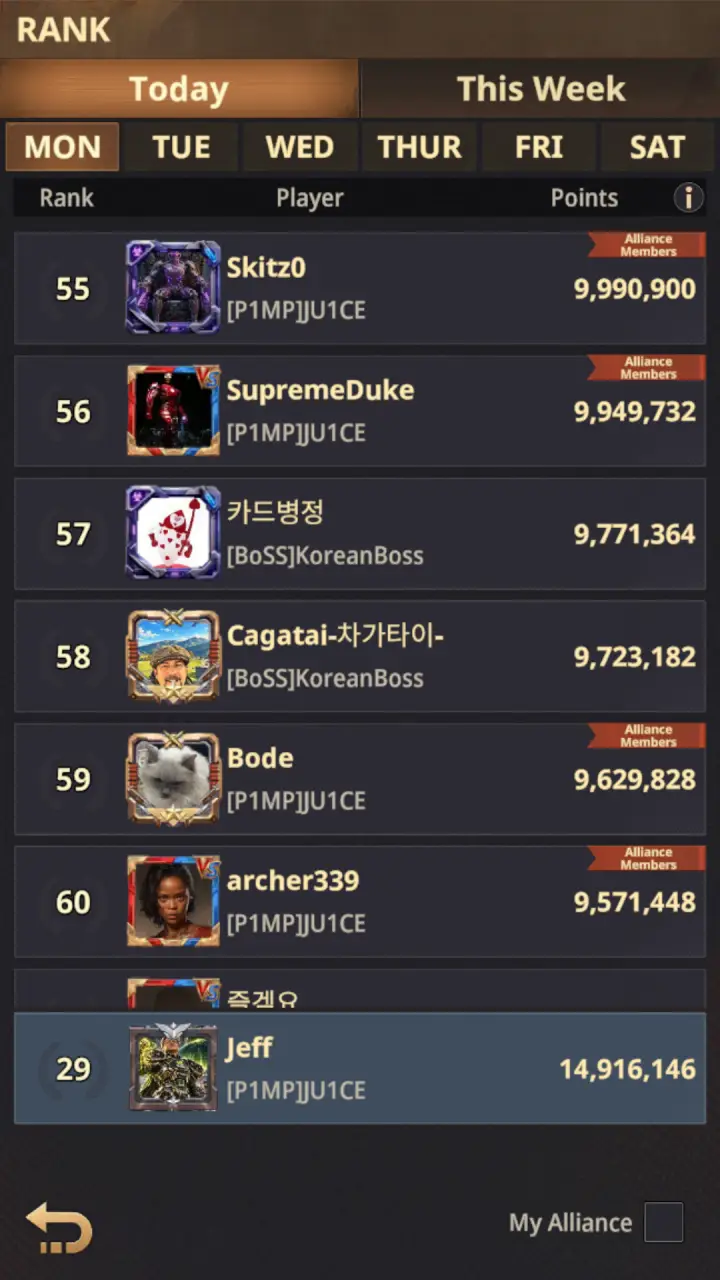 RANK
Today
This Week
MON
TUE
WED
THUR
FRI
SAT
Rank
Player
Points
i
Alliance
Members
55
Skitz0
[P1MP]JU1CE
9,990,900
Alliance
Members
56
SupremeDuke
[P1MP]JU1CE
9,949,732
57
카드병정
[BoSS]KoreanBoss
9,771,364
58
Cagatai-차가타이-
[BoSS]KoreanBoss
9,723,182
Alliance
Members
59
Bode
[P1MP]JU1CE
9,629,828
Alliance
Members
60
archer339
[P1MP]JU1CE
9,571,448
29
Jeff
[P1MP]JU1CE
14,916,146
My Alliance